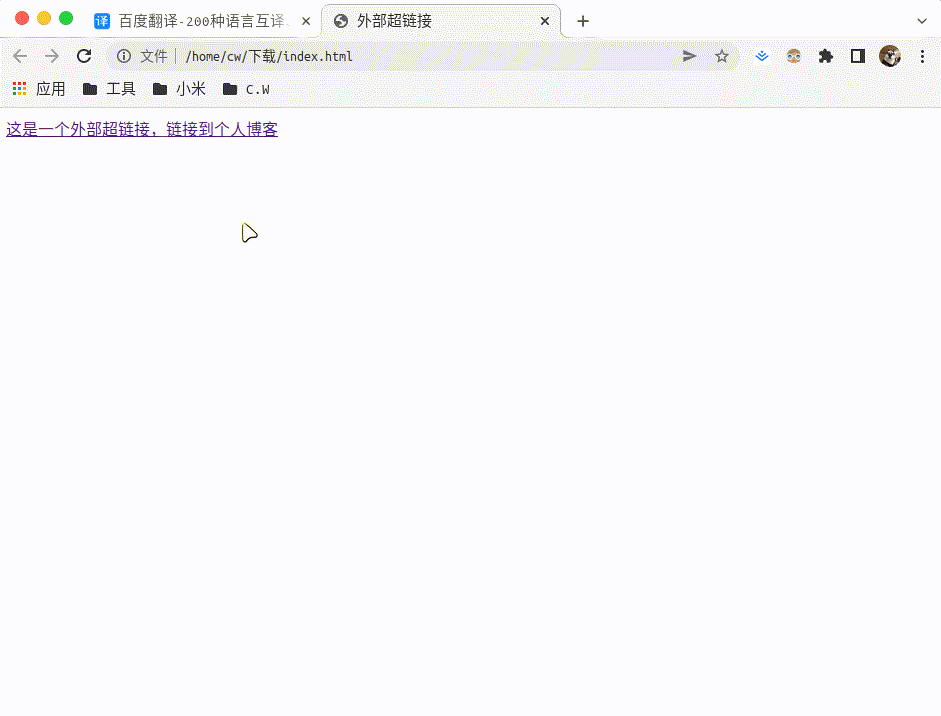 译 百度翻译-200种语言互译 外部超链接
文件 /home/cw/下载/index.html
应用 工具 小米 C.W
这是一个外部超链接，链接到个人博客